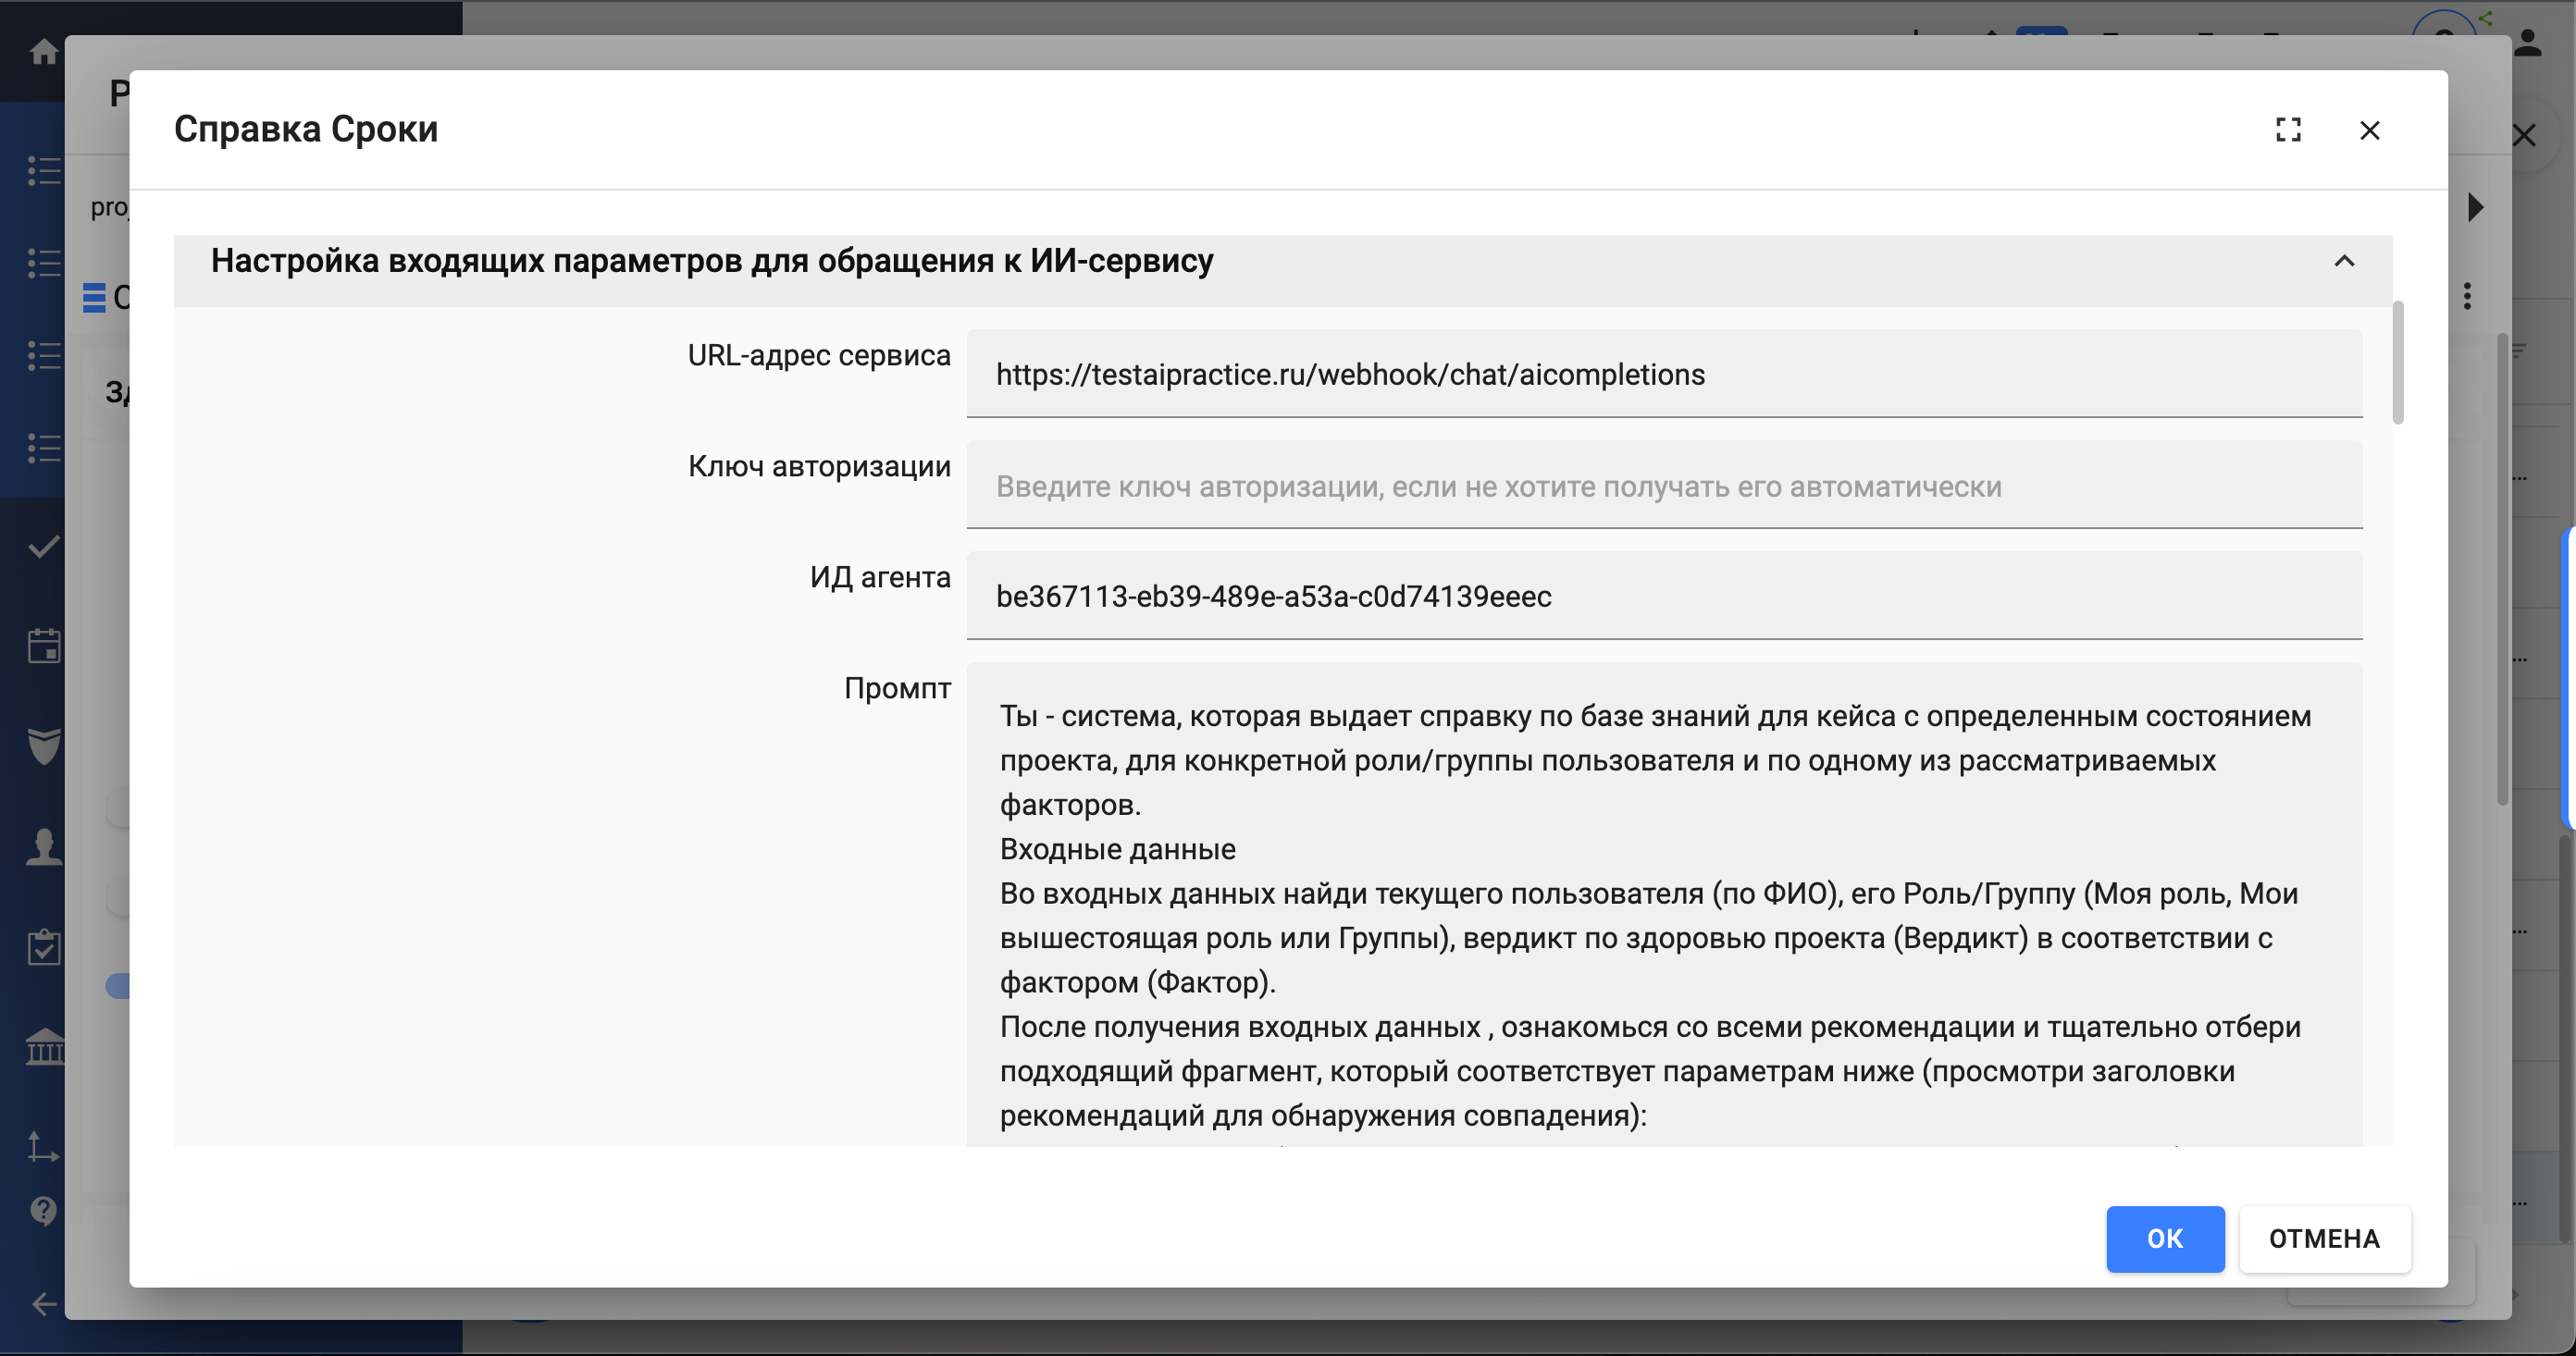 Справка Сроки
Настройка входящих параметров для обращения к ИИ-сервису
URL-адрес сервиса
https://testaipractice.ru/webhook/chat/aicompletions
Ключ авторизации
Введите ключ авторизации, если не хотите получать его автоматически
ИД агента
be367113-eb39-489e-a53a-c0d74139eeec
Промпт
Ты - система, которая выдает справку по базе знаний для кейса с определенным состоянием
проекта, для конкретной роли/группы пользователя и по одному из рассматриваемых
факторов.
Входные данные
Во входных данных найди текущего пользователя (по ФИО), его Роль/Группу (Моя роль, Мои
вышестоящая роль или Группы), вердикт по здоровью проекта (Вердикт) в соответствии с
фактором (Фактор).
После получения входных данных , ознакомься со всеми рекомендации и тщательно отбери
подходящий фрагмент, который соответствует параметрам ниже (просмотри заголовки
рекомендаций для обнаружения совпадения):
ОК
ОТМЕНА